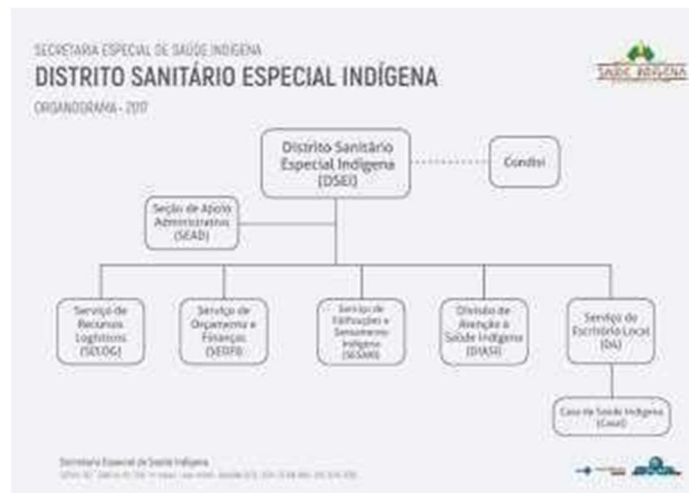 SECRETARIA ESPECIAL DE SAÚDE INDÍGENA
DISTRITO SANITÁRIO ESPECIAL INDÍGENA
ORGANOGRAMA - 2017
SAÚDE INDÍGENA
Distrito Sanitário
Especial Indígena
(DSEI)
Condisi
Seção de Apoio
Administrativo
(SEAD)
Serviço de
Recursos
Logísticos
(SELOG)
Serviço de
Orçamento e
Finanças
(SEOFI)
Serviço de
Edificações e
Saneamento
Indígena
(SESANI)
Divisão de
Atenção à
Saúde Indígena
(DIASI)
Serviço de
Escritório Local
Casa de Saúde Indígena
(Casai)
Secretaria Especial de Saúde Indígena